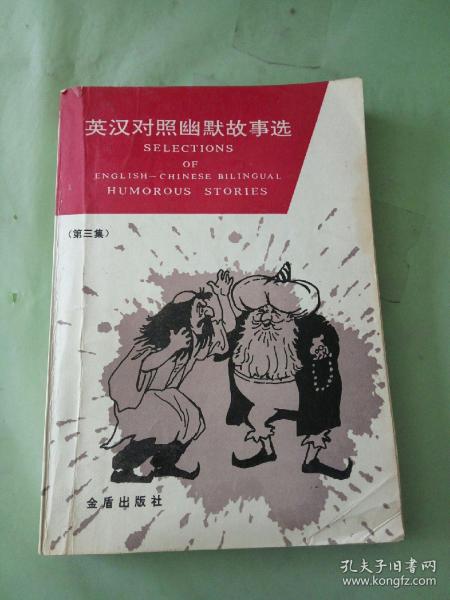 英汉对照幽默故事选
SELECTIONS
OF
ENGLISH—CHINESE BILINGUAL
HUMOROUS STORIES
（第三集）
金盾出版社
孔夫子旧书网
www.kongfz.com